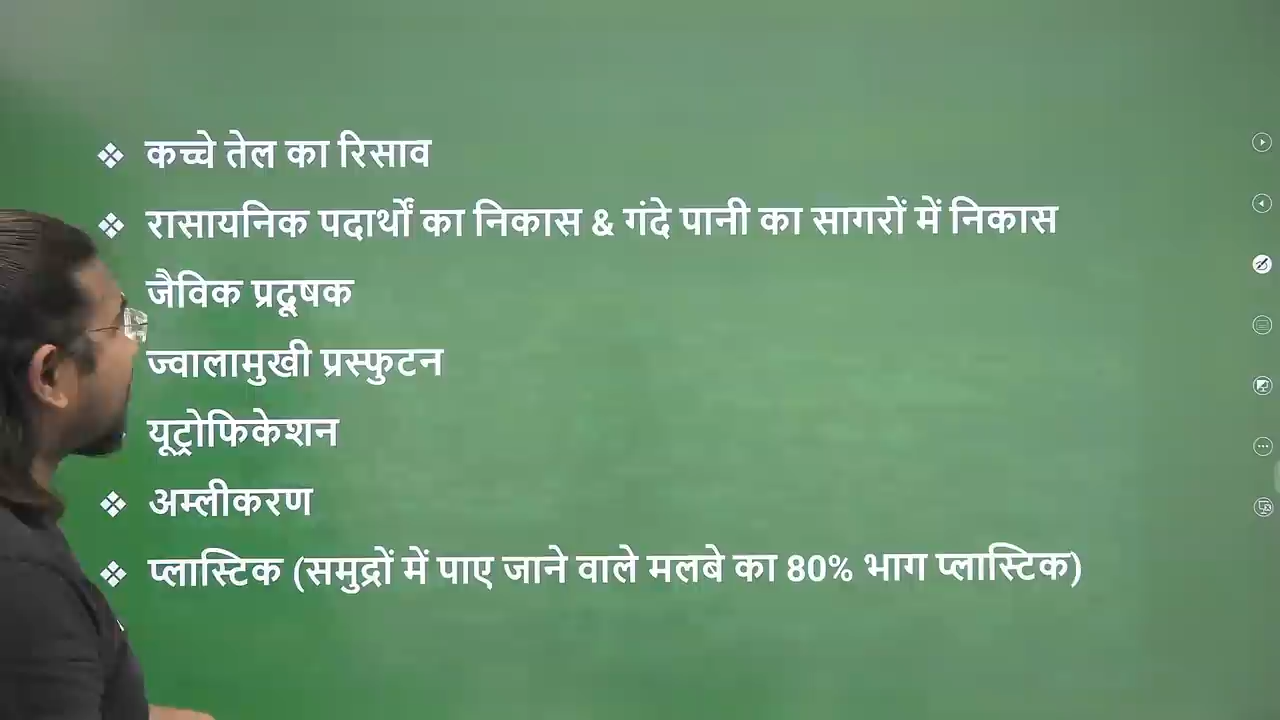 ❖ कच्चे तेल का रिसाव
❖ रासायनिक पदार्थों का निकास & गंदे पानी का सागरों में निकास
जैविक प्रदूषक
ज्वालामुखी प्रस्फुटन
यूट्रोफिकेशन
❖ अम्लीकरण
❖ प्लास्टिक (समुद्रों में पाए जाने वाले मलबे का 80% भाग प्लास्टिक)